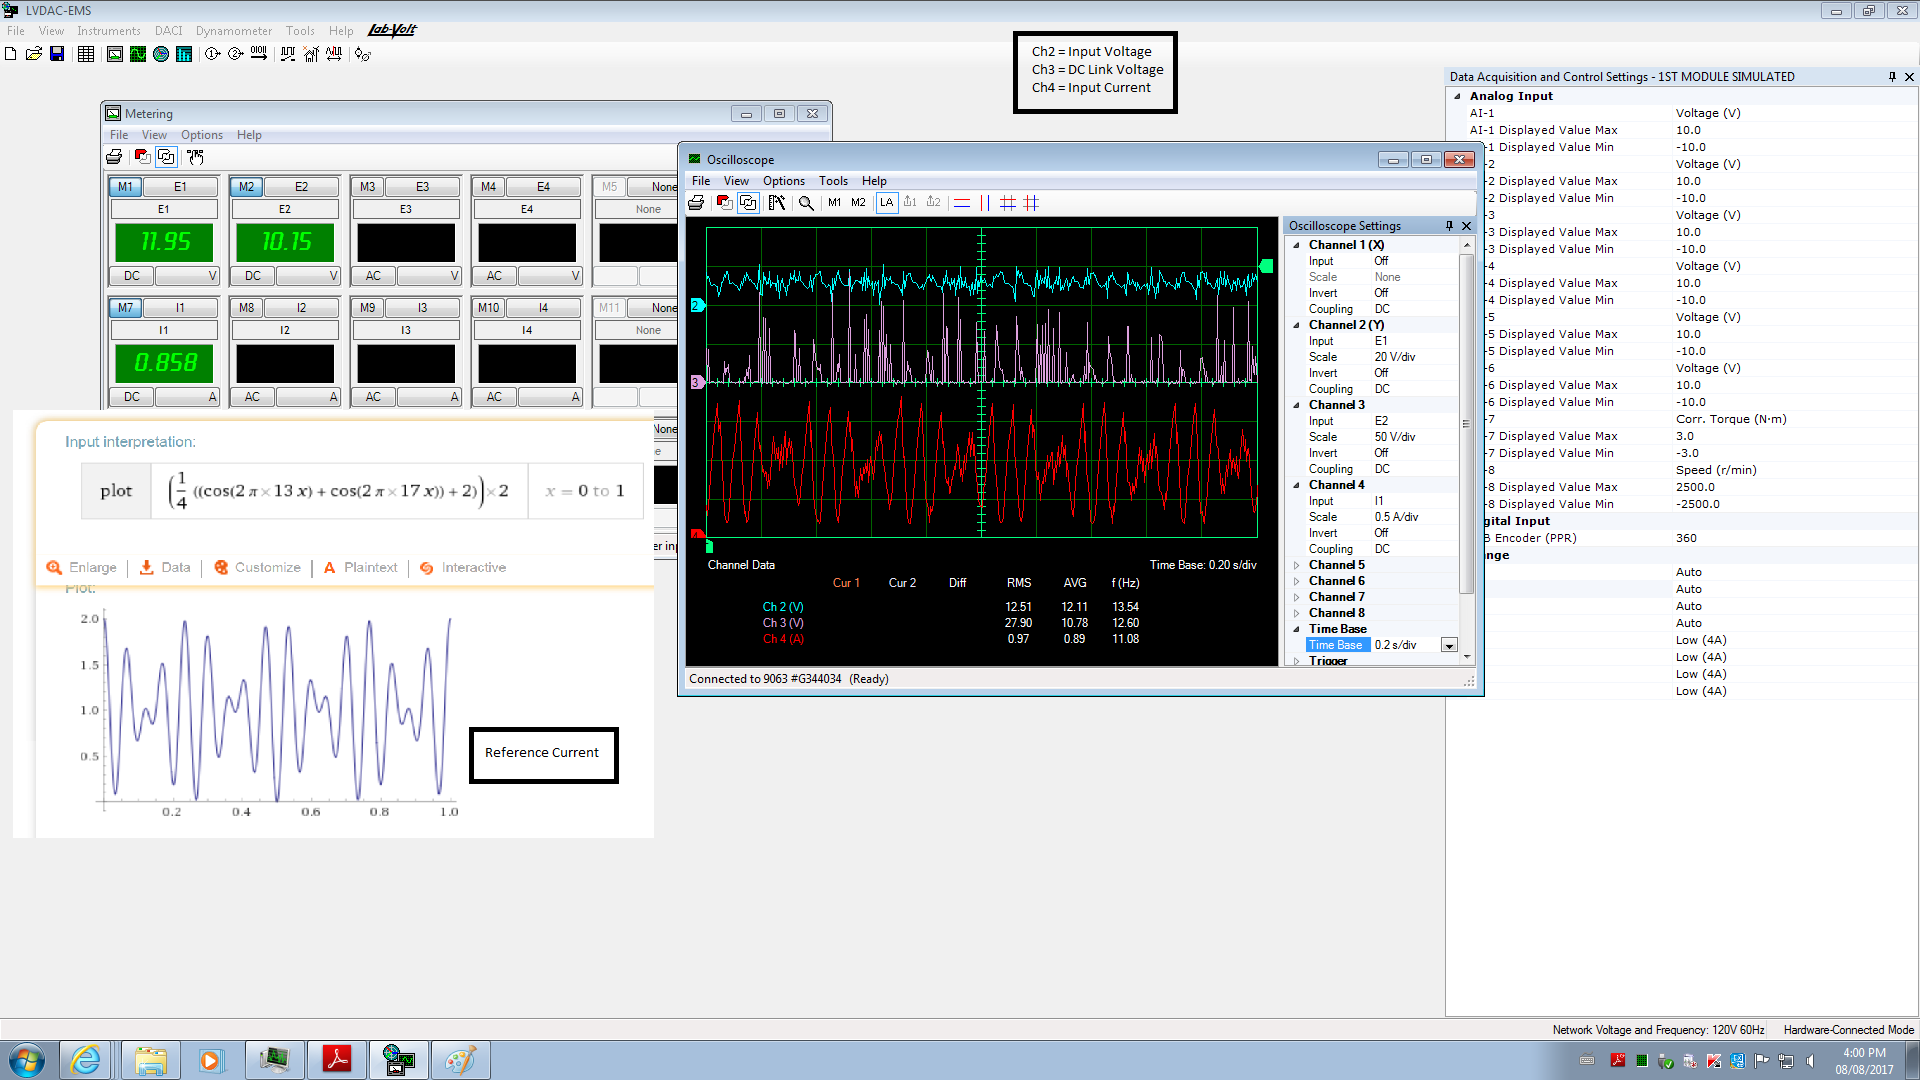 LVDAC-EMS
File View Instruments DACI Dynamometer Tools Help Lab-Volt
Ch2 = Input Voltage
Ch3 = DC Link Voltage
Ch4 = Input Current
Metering
File View Options Help
M1 E1 M2 E2 M3 E3 M4 E4 M5 None
E1 E2 E3 E4 None
11.95 10.15
DC V DC V AC V AC V
M7 I1 M8 I2 M9 I3 M10 I4 M11 None
I1 I2 I3 I4 None
0.858
DC A AC A AC A AC A
None
Input interpretation:
plot (1/4 ((cos(2 π×13 x) + cos(2 π×17 x)) + 2))×2 x = 0 to 1
Enlarge Data Customize A Plaintext Interactive
Plot:
2.0
1.5
1.0
0.5
0.2 0.4 0.6 0.8 1.0
Reference Current
Oscilloscope
File View Options Tools Help
M1 M2 LA 1 2
2
3
4
Channel Data Time Base: 0.20 s/div
Cur 1 Cur 2 Diff RMS AVG f (Hz)
Ch 2 (V) 12.51 12.11 13.54
Ch 3 (V) 27.90 10.78 12.60
Ch 4 (A) 0.97 0.89 11.08
Connected to 9063 #G344034 (Ready)
Oscilloscope Settings
Channel 1 (X)
Input Off
Scale None
Invert Off
Coupling DC
Channel 2 (Y)
Input E1
Scale 20 V/div
Invert Off
Coupling DC
Channel 3
Input E2
Scale 50 V/div
Invert Off
Coupling DC
Channel 4
Input I1
Scale 0.5 A/div
Invert Off
Coupling DC
Channel 5
Channel 6
Channel 7
Channel 8
Time Base
Time Base 0.2 s/div
Trigger
Data Acquisition and Control Settings - 1ST MODULE SIMULATED
Analog Input
AI-1 Voltage (V)
AI-1 Displayed Value Max 10.0
-1 Displayed Value Min -10.0
-2 Voltage (V)
-2 Displayed Value Max 10.0
-2 Displayed Value Min -10.0
-3 Voltage (V)
-3 Displayed Value Max 10.0
-3 Displayed Value Min -10.0
-4 Voltage (V)
-4 Displayed Value Max 10.0
-4 Displayed Value Min -10.0
-5 Voltage (V)
-5 Displayed Value Max 10.0
-5 Displayed Value Min -10.0
-6 Voltage (V)
-6 Displayed Value Max 10.0
-6 Displayed Value Min -10.0
-7 Corr. Torque (N·m)
-7 Displayed Value Max 3.0
-7 Displayed Value Min -3.0
-8 Speed (r/min)
-8 Displayed Value Max 2500.0
-8 Displayed Value Min -2500.0
gital Input
B Encoder (PPR) 360
nge
Auto
Auto
Auto
Auto
Low (4A)
Low (4A)
Low (4A)
Low (4A)
Network Voltage and Frequency: 120V 60Hz Hardware-Connected Mode
4:00 PM
08/08/2017